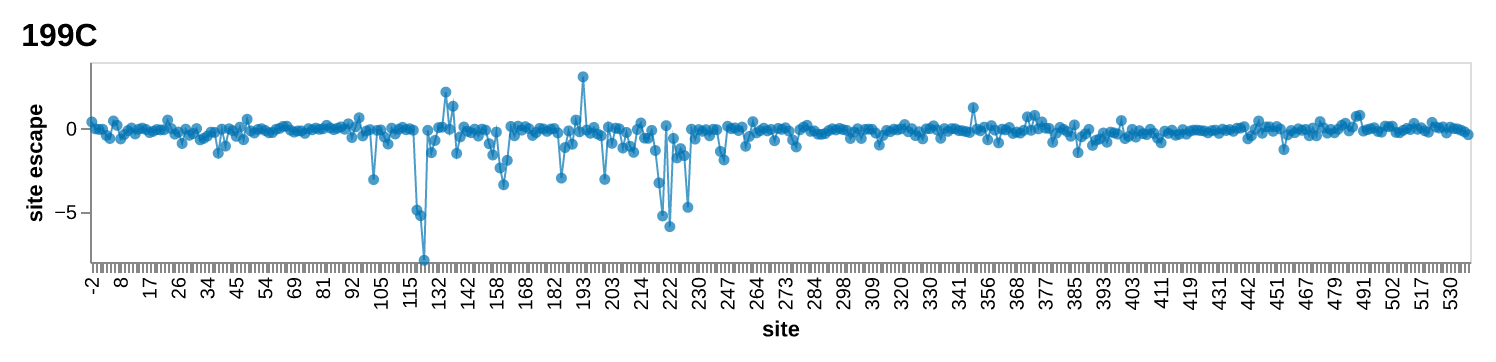 199C
site escape
0
−5
-2 8 17 26 34 45 54 69 81 92 105 115 132 142 158 168 182 193 203 214 222 230 247 264 273 284 298 309 320 330 341 356 368 377 385 393 403 411 419 431 442 451 467 479 491 502 517 530
site